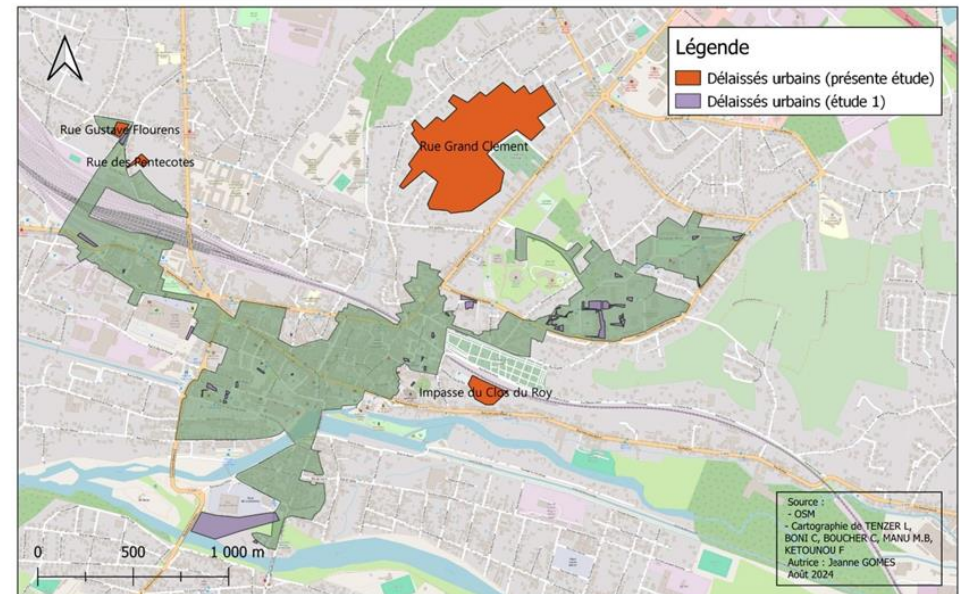 Légende
Délaissés urbains (présente étude)
Délaissés urbains (étude 1)
Rue Gustave Flourens
Rue des Pentecotes
Rue Grand Clement
Impasse du Clos du Roy
0 500 1 000 m
Source :
- OSM
- Cartographie de TENZER L,
BONI C, BOUCHER C, MANU M.B,
KETOUNOU F
Autrice : Jeanne GOMES
Août 2024